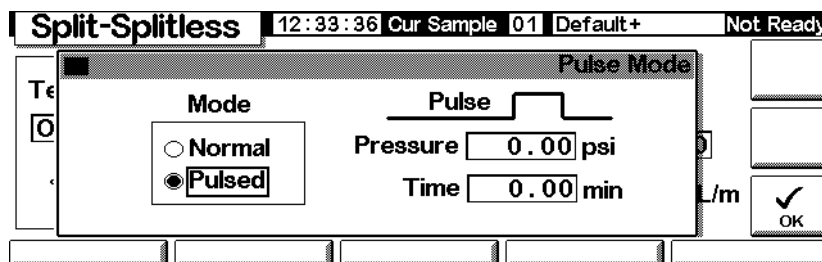 Split-Splitless 12:33:36 Cur Sample 01 Default+ Not Ready
Pulse Mode
Te
Mode
Pulse
Normal
Pressure 0.00 psi
Pulsed
Time 0.00 min
L/m
OK